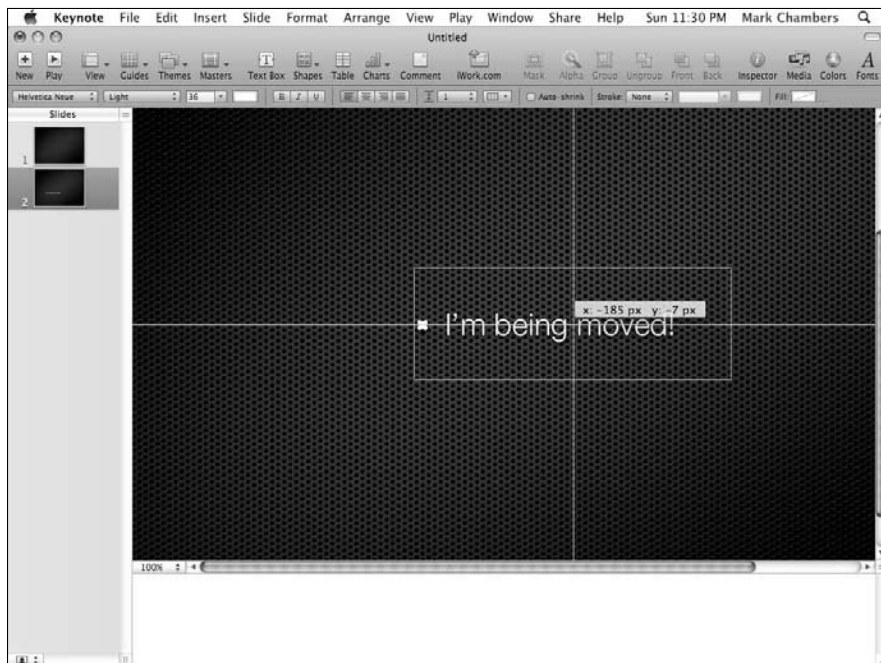 Keynote File Edit Insert Slide Format Arrange View Play Window Share Help Sun 11:30 PM Mark Chambers
Untitled
New Play View Guides Themes Masters Text Box Shapes Table Charts Comment iWork.com Mask Alpha Group Ungroup Front Back Inspector Media Colors Fonts
Helvetica Neue Light 36 B I U 1 Auto-shrink Stroke: None Fill:
Slides
1
2
x: -185 px y: -7 px
I'm being moved!
100%